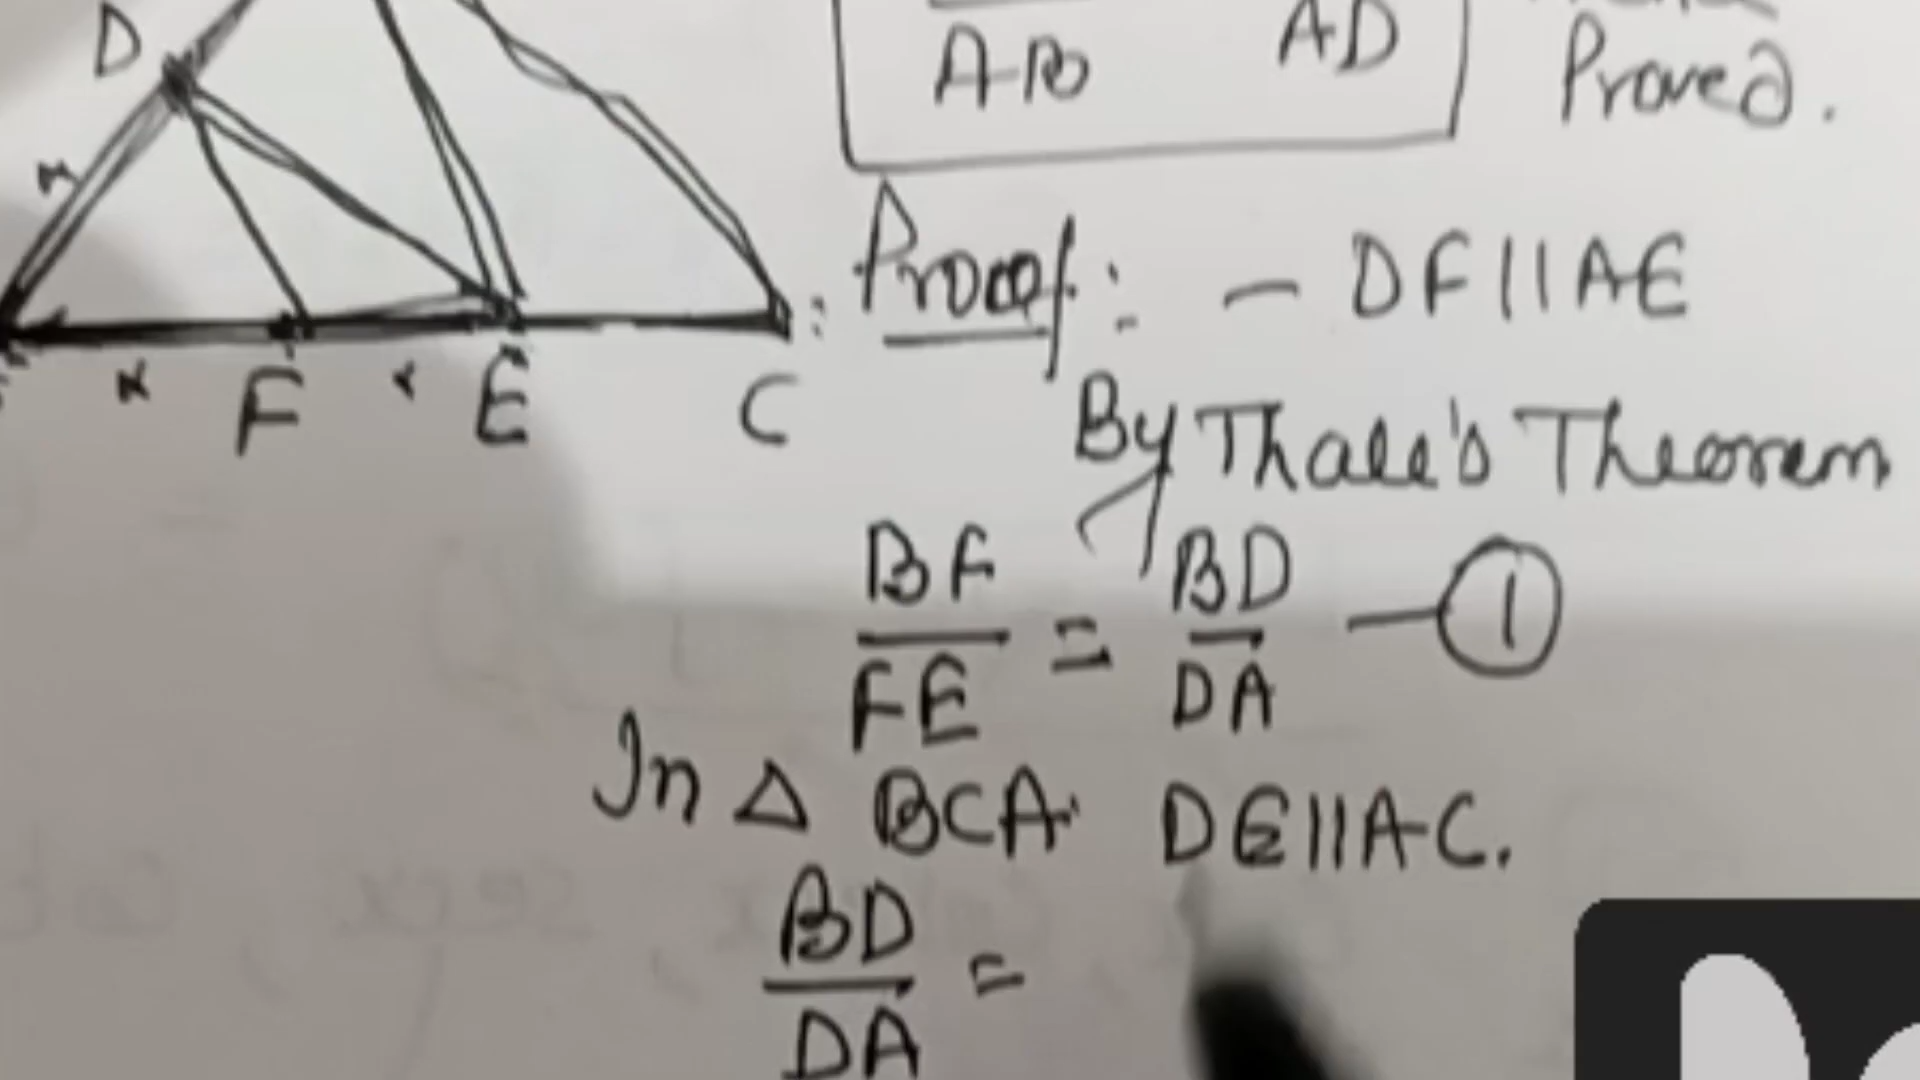 D
AB AD
Proved.
x
Proof: - DF||AE
x F x E C
By Thale's Theorem
BF/FE = BD/DA - 1
In Δ BCA DE||AC.
BD/DA =